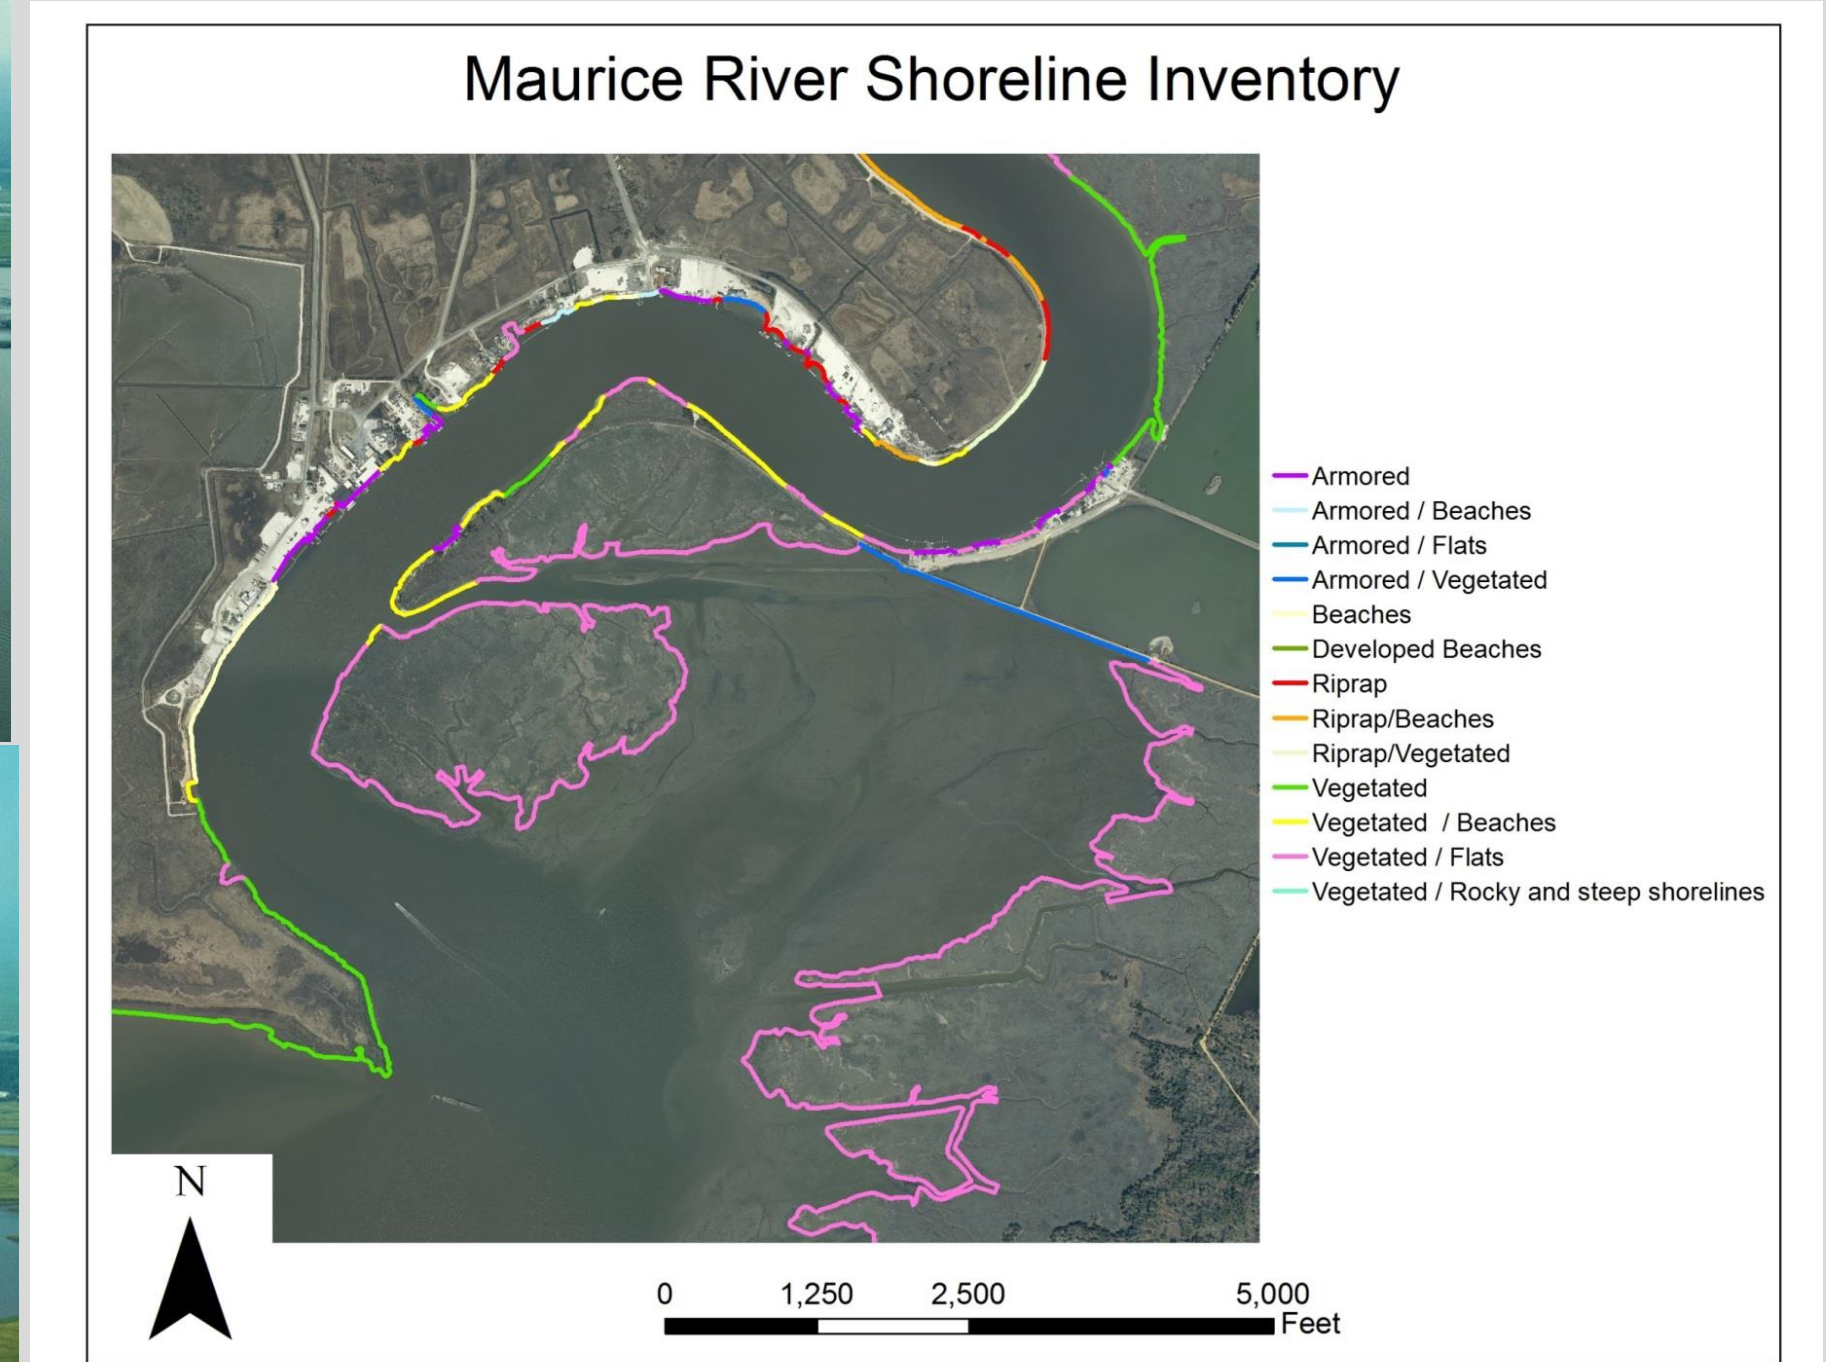 Maurice River Shoreline Inventory
Armored
Armored / Beaches
Armored / Flats
Armored / Vegetated
Beaches
Developed Beaches
Riprap
Riprap/Beaches
Riprap/Vegetated
Vegetated
Vegetated / Beaches
Vegetated / Flats
Vegetated / Rocky and steep shorelines
N
0 1,250 2,500 5,000
Feet